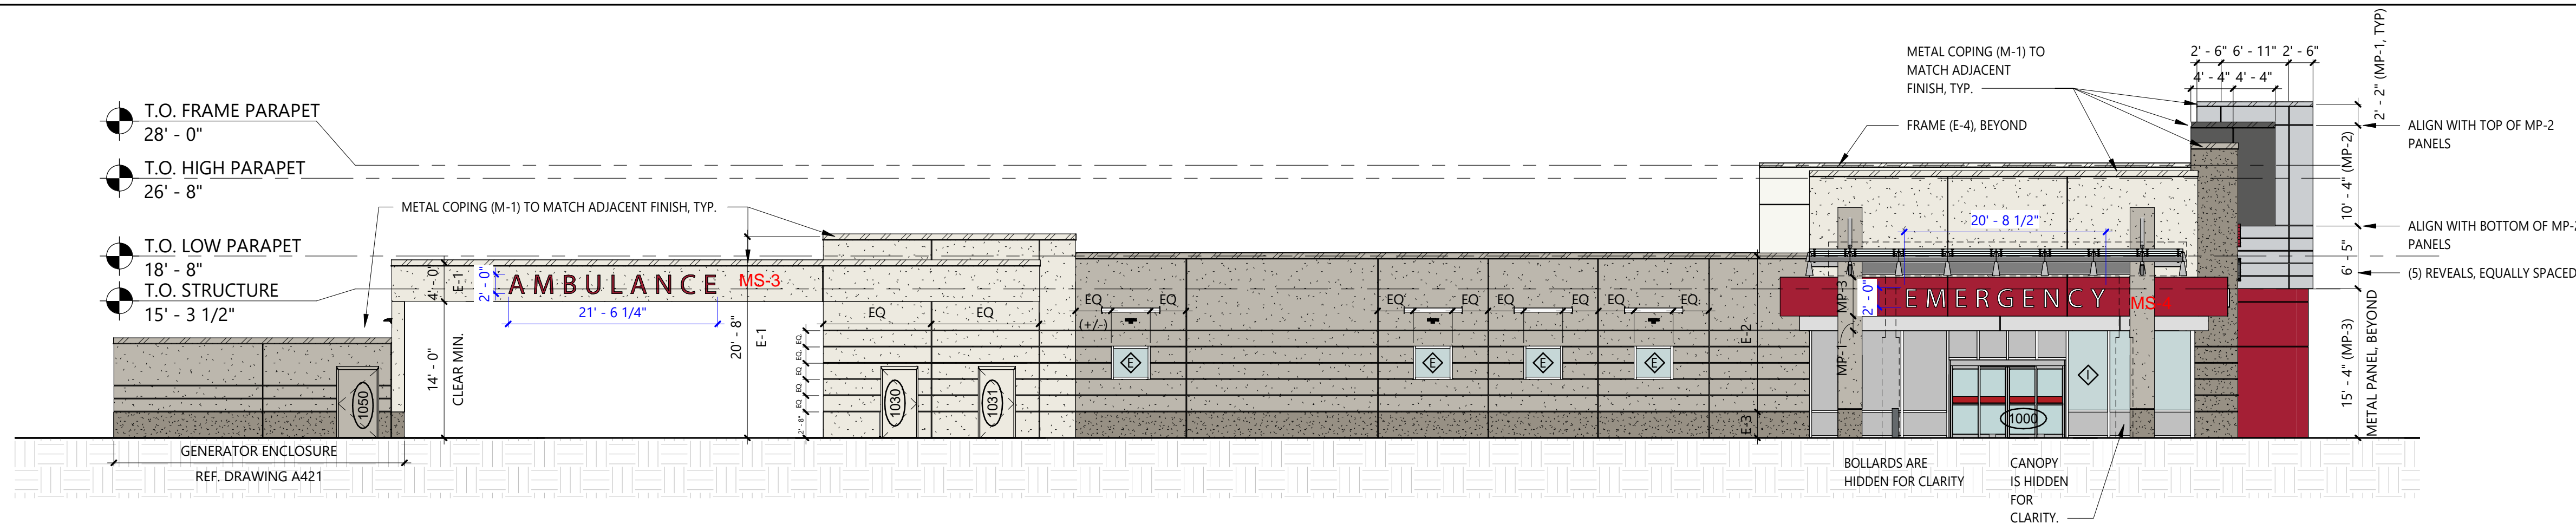 T.O. FRAME PARAPET
28' - 0"
T.O. HIGH PARAPET
26' - 8"
T.O. LOW PARAPET
18' - 8"
T.O. STRUCTURE
15' - 3 1/2"
METAL COPING (M-1) TO MATCH ADJACENT FINISH, TYP.
4' - 0"
E-1
2' - 0"
AMBULANCE
MS-3
21' - 6 1/4"
14' - 0"
CLEAR MIN.
20' - 8"
E-1
1050
GENERATOR ENCLOSURE
REF. DRAWING A421
EQ
EQ
EQ
EQ
EQ
EQ
EQ
2' - 8"
1030
1031
EQ
EQ
(+/-)
E
EQ
EQ
E
EQ
EQ
E
EQ
EQ
E
E-2
E-3
METAL COPING (M-1) TO
MATCH ADJACENT
FINISH, TYP.
FRAME (E-4), BEYOND
20' - 8 1/2"
MP-3
2' - 0"
EMERGENCY
MP-1
I
1000
BOLLARDS ARE
HIDDEN FOR CLARITY
CANOPY
IS HIDDEN
FOR
CLARITY.
2' - 6"
6' - 11"
2' - 6"
4' - 4"
4' - 4"
2' - 2" (MP-1, TYP)
10' - 4" (MP-2)
6' - 5"
15' - 4" (MP-3)
METAL PANEL, BEYOND
ALIGN WITH TOP OF MP-2
PANELS
ALIGN WITH BOTTOM OF
PANELS
(5) REVEALS, EQUALLY SPACED